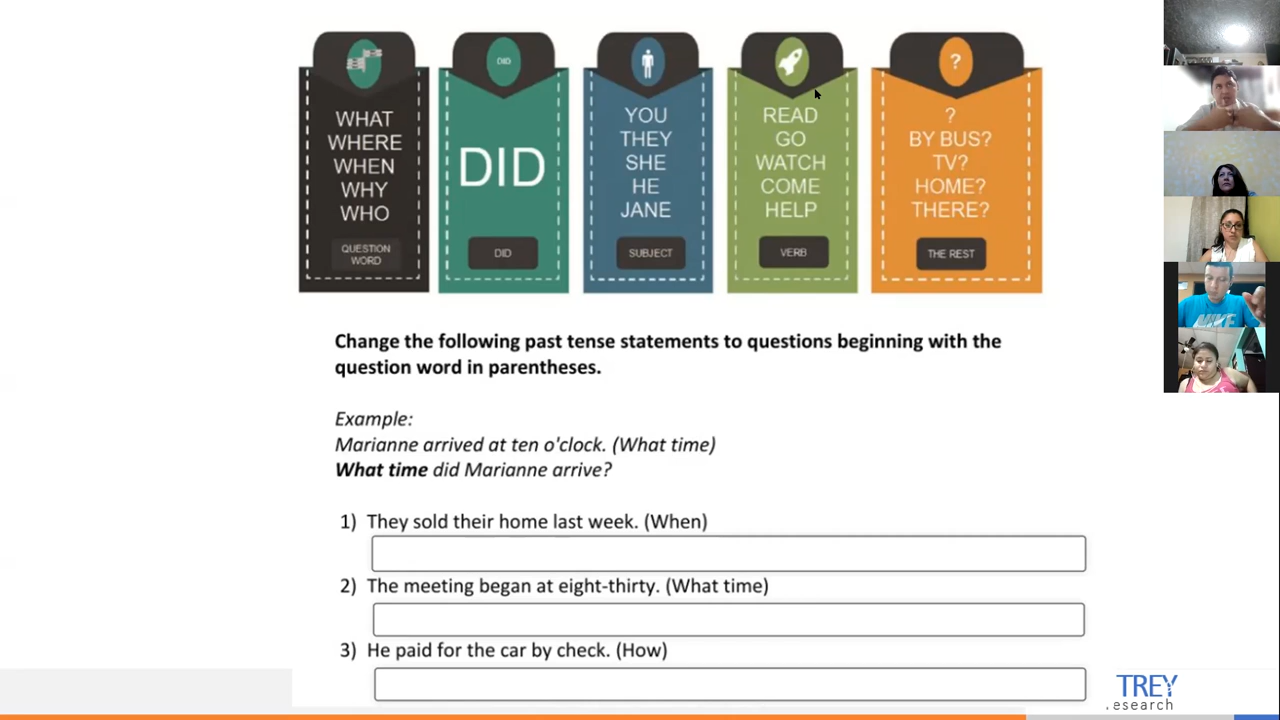 DID
?
WHAT
WHERE
WHEN
WHY
WHO
QUESTION
WORD
DID
DID
YOU
THEY
SHE
HE
JANE
SUBJECT
READ
GO
WATCH
COME
HELP
VERB
?
BY BUS?
TV?
HOME?
THERE?
THE REST
Change the following past tense statements to questions beginning with the
question word in parentheses.
Example:
Marianne arrived at ten o'clock. (What time)
What time did Marianne arrive?
1) They sold their home last week. (When)
2) The meeting began at eight-thirty. (What time)
3) He paid for the car by check. (How)
NIKE
TREY
esearch